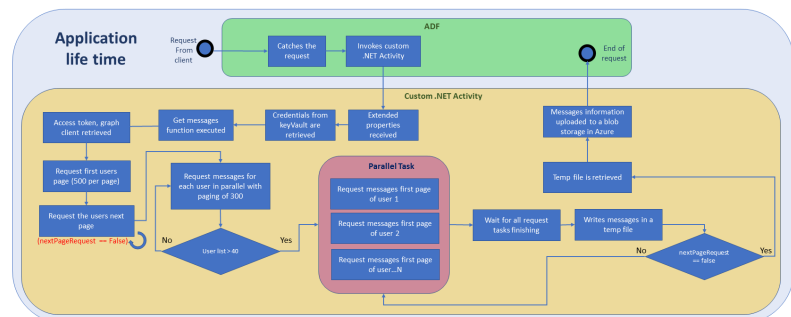 Application
life time
Request
From
client
ADF
Catches the
request
Invokes custom
.NET Activity
End of
request
Custom .NET Activity
Access token, graph
client retrieved
Get messages
function executed
Credentials from
keyVault are
retrieved
Extended
properties
received
Messages information
uploaded to a blob
storage in Azure
Request first users
page (500 per page)
Request messages for
each user in parallel with
paging of 300
Parallel Task
Temp file is retrieved
Request the users next
page
(nextPageRequest == False)
Request messages first page
of user 1
Request messages first page
of user 2
Request messages first page
of user...N
Wait for all request
tasks finishing
Writes messages in a
temp file
No
User list > 40
Yes
No
nextPageRequest
== false
Yes